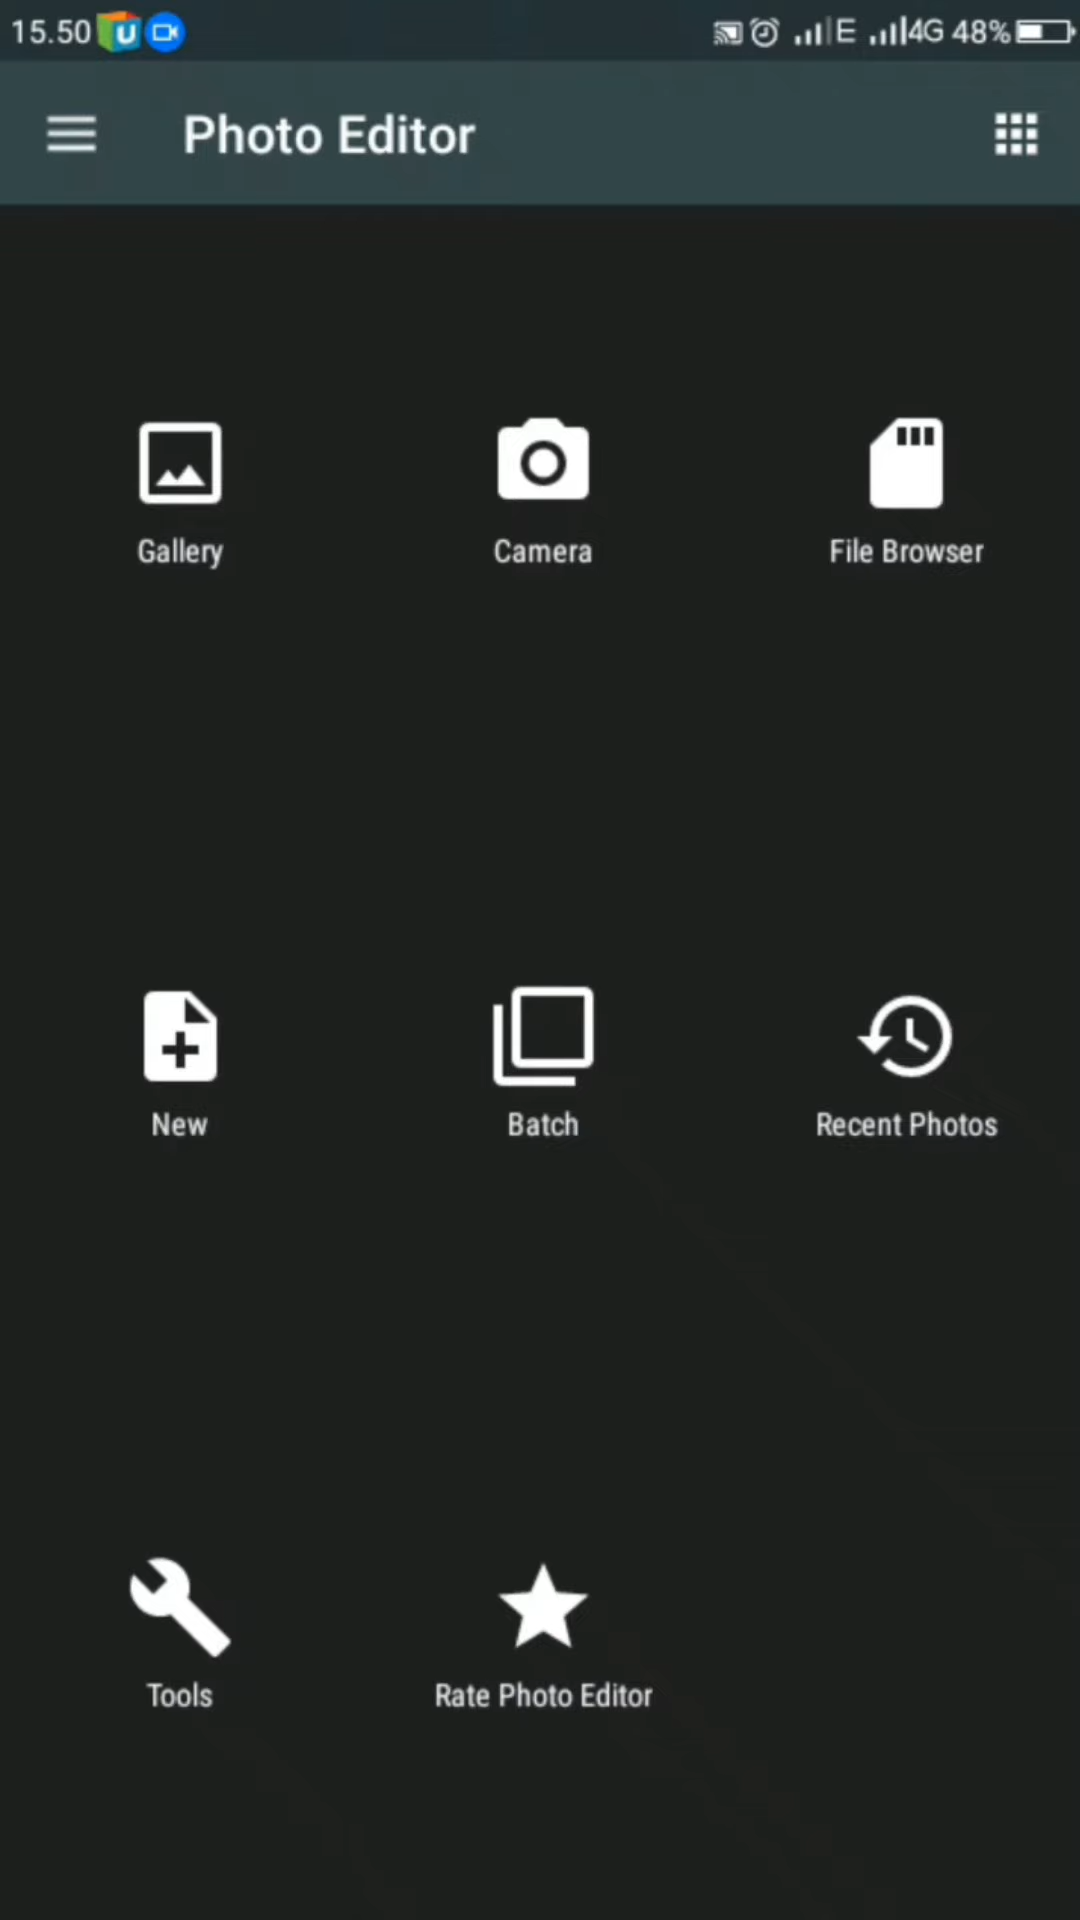 15.50 U E 4G 48%
Photo Editor
Gallery Camera File Browser
New Batch Recent Photos
Tools Rate Photo Editor